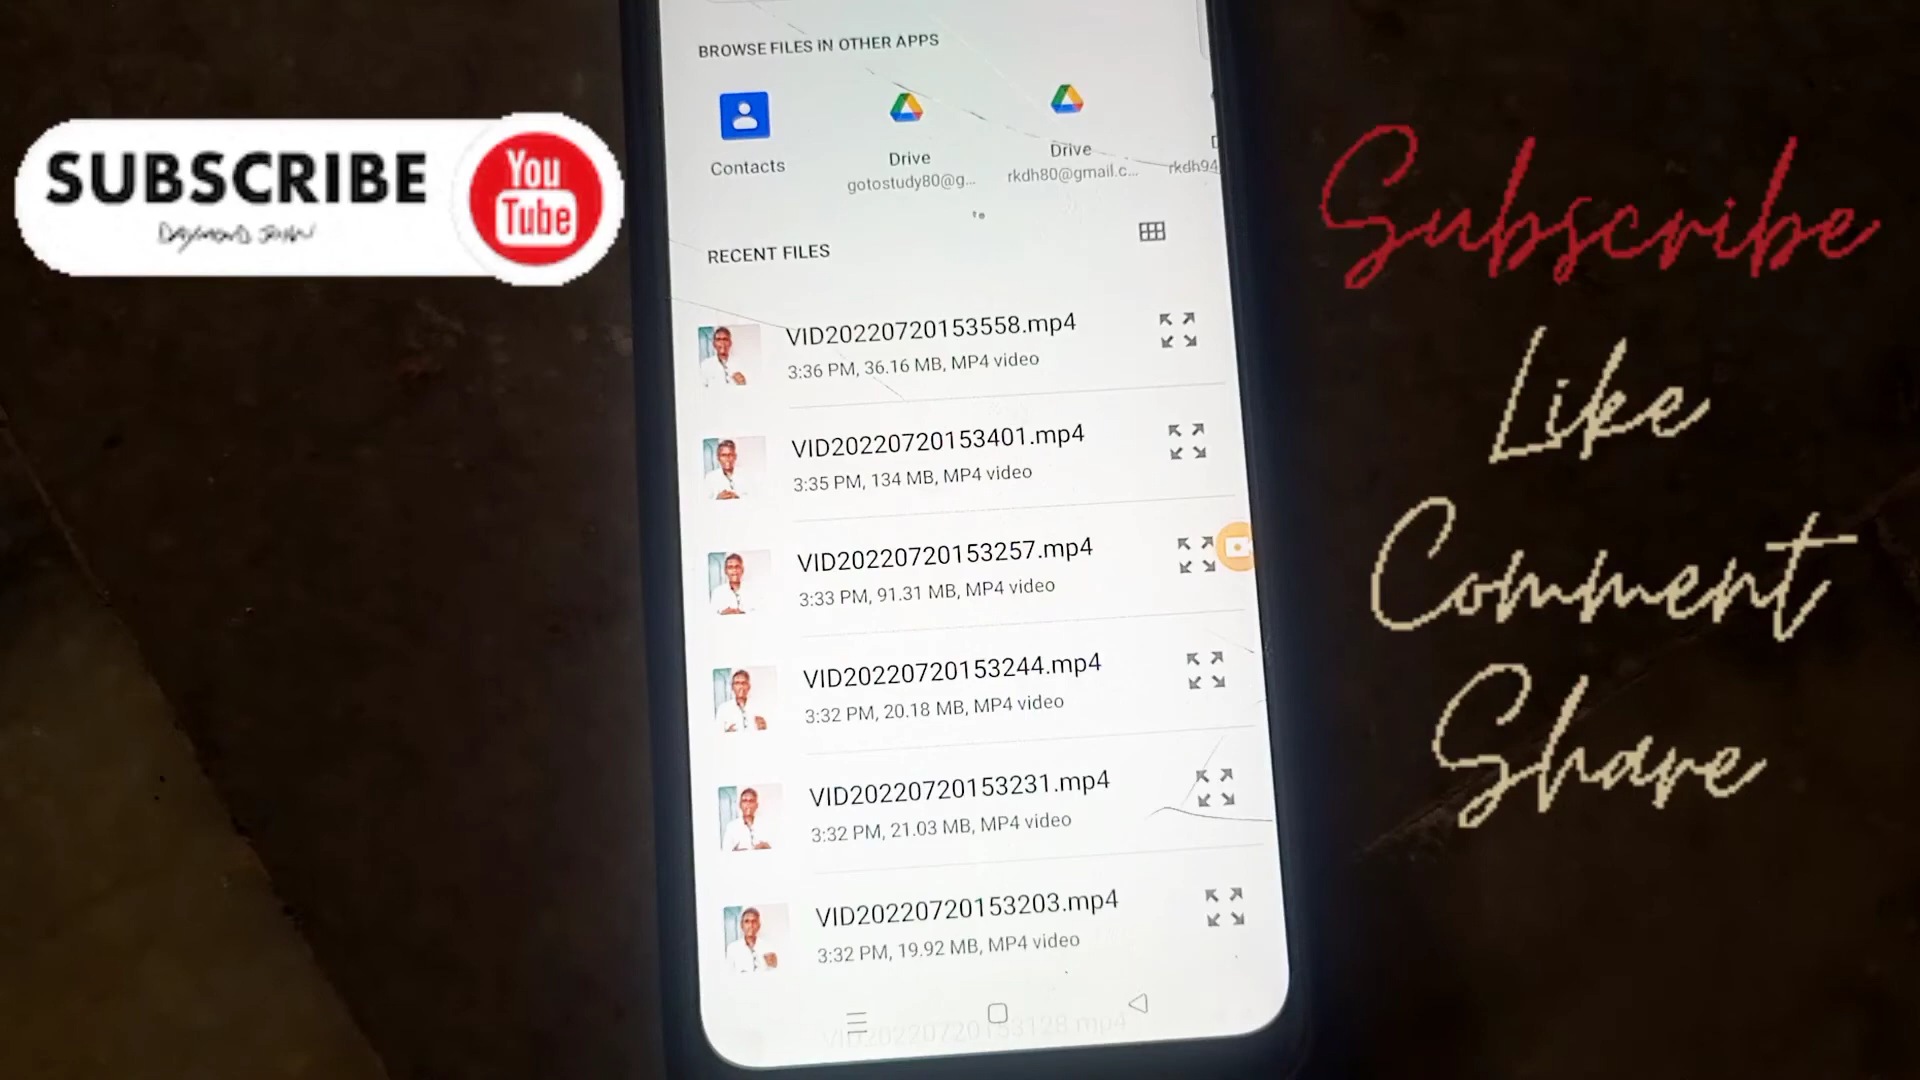 BROWSE FILES IN OTHER APPS
Contacts
Drive
gotostudy80@g...
Drive
rkdh80@gmail.c...
rkdh94
RECENT FILES
VID20220720153558.mp4
3:36 PM, 36.16 MB, MP4 video
VID20220720153401.mp4
3:35 PM, 134 MB, MP4 video
VID20220720153257.mp4
3:33 PM, 91.31 MB, MP4 video
VID20220720153244.mp4
3:32 PM, 20.18 MB, MP4 video
VID20220720153231.mp4
3:32 PM, 21.03 MB, MP4 video
VID20220720153203.mp4
3:32 PM, 19.92 MB, MP4 video
VID20220720153128.mp4
SUBSCRIBE
DAYMOND JOHN
You
Tube
Subscribe
Like
Comment
Share